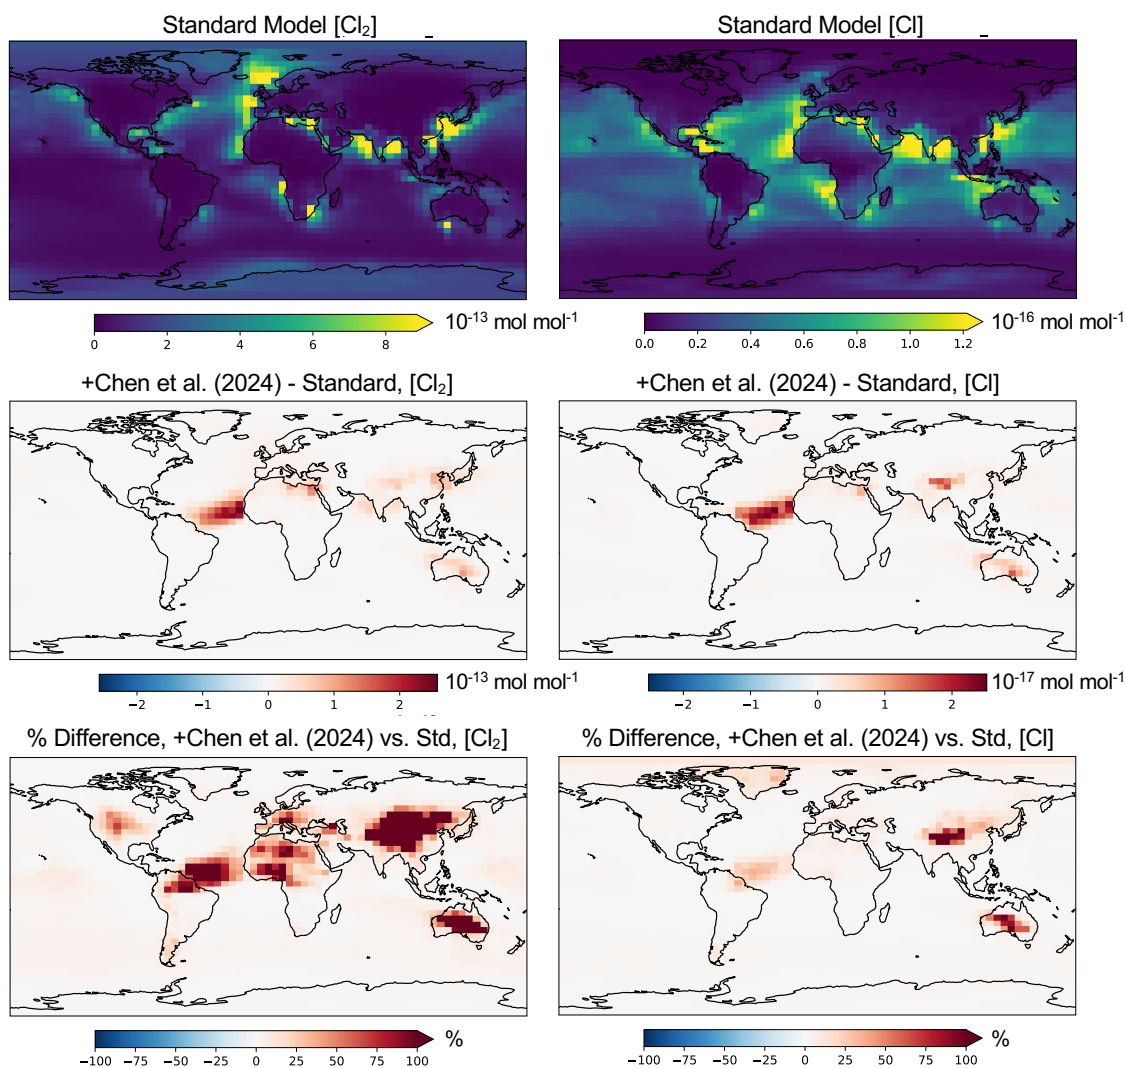 Standard Model [Cl₂]
Standard Model [Cl]
0 2 4 6 8
10⁻¹³ mol mol⁻¹
0.0 0.2 0.4 0.6 0.8 1.0 1.2
10⁻¹⁶ mol mol⁻¹
+Chen et al. (2024) - Standard, [Cl₂]
+Chen et al. (2024) - Standard, [Cl]
−2 −1 0 1 2
10⁻¹³ mol mol⁻¹
−2 −1 0 1 2
10⁻¹⁷ mol mol⁻¹
% Difference, +Chen et al. (2024) vs. Std, [Cl₂]
% Difference, +Chen et al. (2024) vs. Std, [Cl]
−100 −75 −50 −25 0 25 50 75 100
%
−100 −75 −50 −25 0 25 50 75 100
%